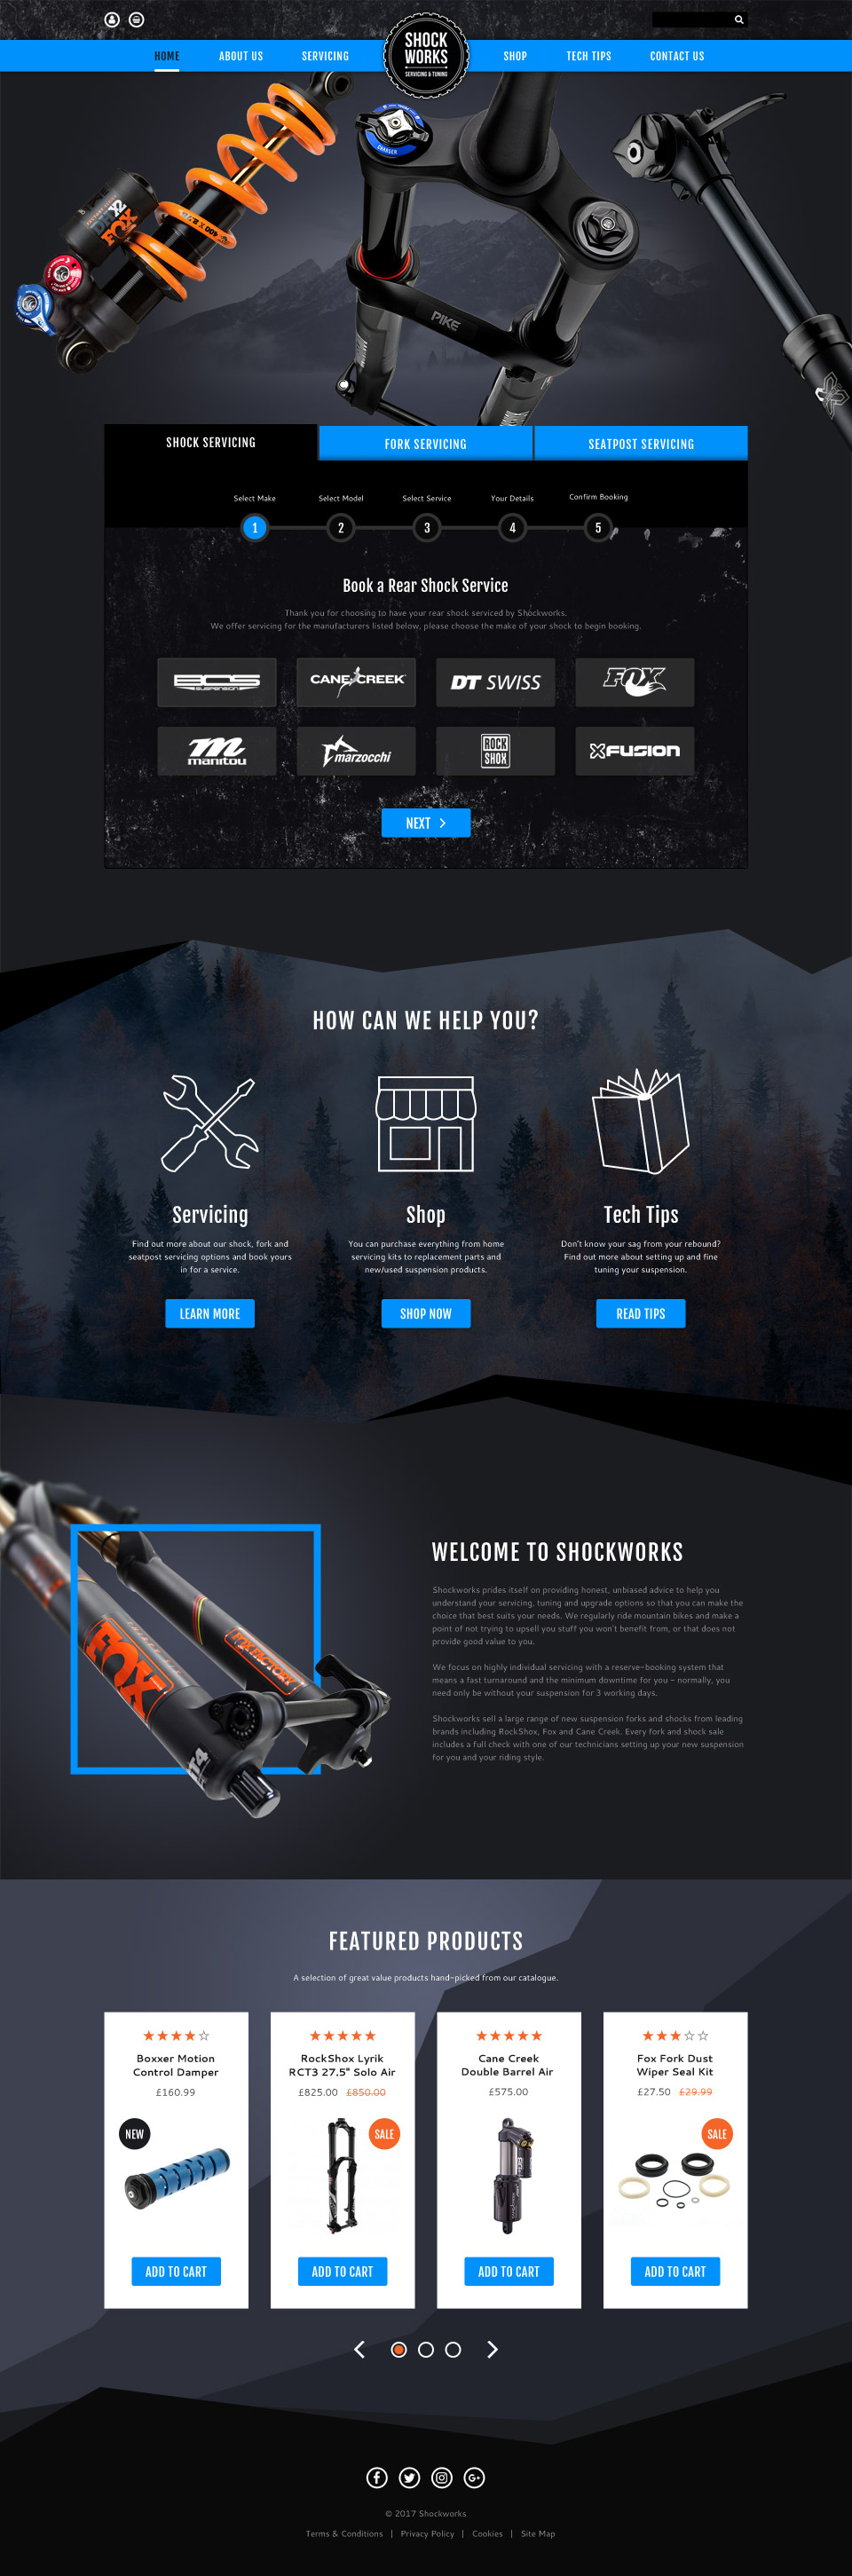 HOME
ABOUT US
SERVICING
SHOCK
WORKS
SERVICING & TUNING
SHOP
TECH TIPS
CONTACT US
FOX
CHARGER
PIKE
SHOCK SERVICING
FORK SERVICING
SEATPOST SERVICING
Select Make
Select Model
Select Service
Your Details
Confirm Booking
1
2
3
4
5
Book a Rear Shock Service
Thank you for choosing to have your rear shock serviced by Shockworks.
We offer servicing for the manufacturers listed below, please choose the make of your shock to begin booking.
BOS
SUSPENSION
CANE CREEK
DT SWISS
FOX
manitou
marzocchi
ROCK
SHOX
XFUSION
NEXT
HOW CAN WE HELP YOU?
Servicing
Find out more about our shock, fork and
seatpost servicing options and book yours
in for a service.
LEARN MORE
Shop
You can purchase everything from home
servicing kits to replacement parts and
new/used suspension products.
SHOP NOW
Tech Tips
Don't know your sag from your rebound?
Find out more about setting up and fine
tuning your suspension.
READ TIPS
FOX
FOX FACTORY
WELCOME TO SHOCKWORKS
Shockworks prides itself on providing honest, unbiased advice to help you
understand your servicing, tuning and upgrade options so that you can make the
choice that best suits your needs. We regularly ride mountain bikes and make a
point of not trying to upsell you stuff you won't benefit from, or that does not
provide good value to you.
We focus on highly individual servicing with a reserve-booking system that
means a fast turnaround and the minimum downtime for you - normally, you
need only be without your suspension for 3 working days.
Shockworks sell a large range of new suspension forks and shocks from leading
brands including RockShox, Fox and Cane Creek. Every fork and shock sale
includes a full check with one of our technicians setting up your new suspension
for you and your riding style.
FEATURED PRODUCTS
A selection of great value products hand-picked from our catalogue.
Boxxer Motion
Control Damper
£160.99
NEW
ADD TO CART
RockShox Lyrik
RCT3 27.5" Solo Air
£825.00 £850.00
SALE
ADD TO CART
Cane Creek
Double Barrel Air
£575.00
ADD TO CART
Fox Fork Dust
Wiper Seal Kit
£27.50 £29.99
SALE
ADD TO CART
© 2017 Shockworks
Terms & Conditions | Privacy Policy | Cookies | Site Map